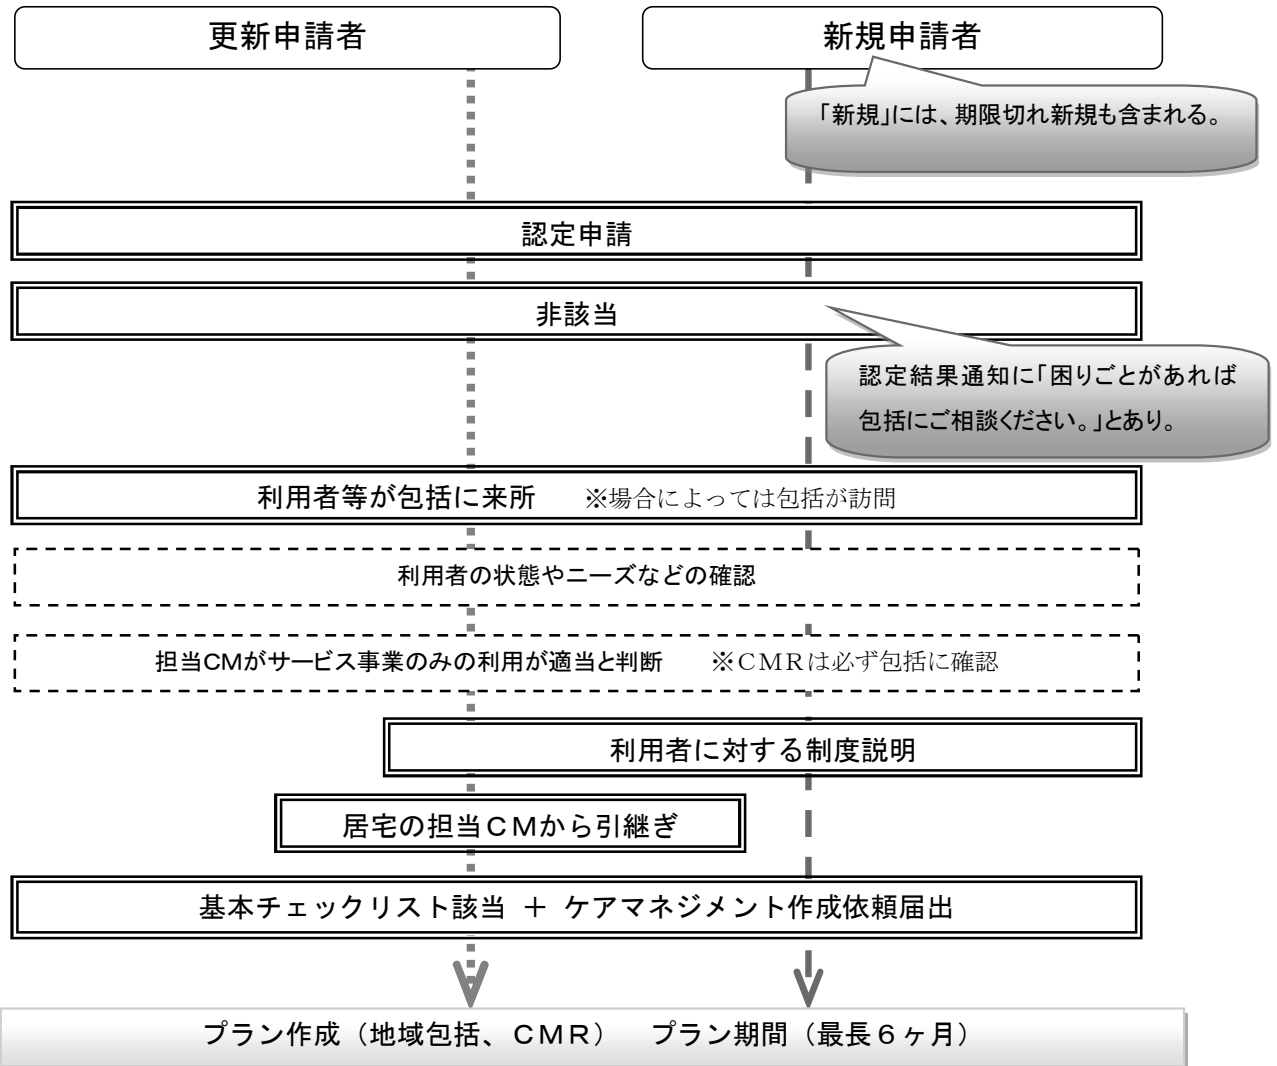 更新申請者
新規申請者
「新規」には、期限切れ新規も含まれる。
認定申請
非該当
認定結果通知に「困りごとがあれば
包括にご相談ください。」とあり。
利用者等が包括に来所 ※場合によっては包括が訪問
利用者の状態やニーズなどの確認
担当CMがサービス事業のみの利用が適当と判断 ※CMRは必ず包括に確認
利用者に対する制度説明
居宅の担当CMから引継ぎ
基本チェックリスト該当 + ケアマネジメント作成依頼届出
プラン作成（地域包括、CMR） プラン期間（最長6ヶ月）